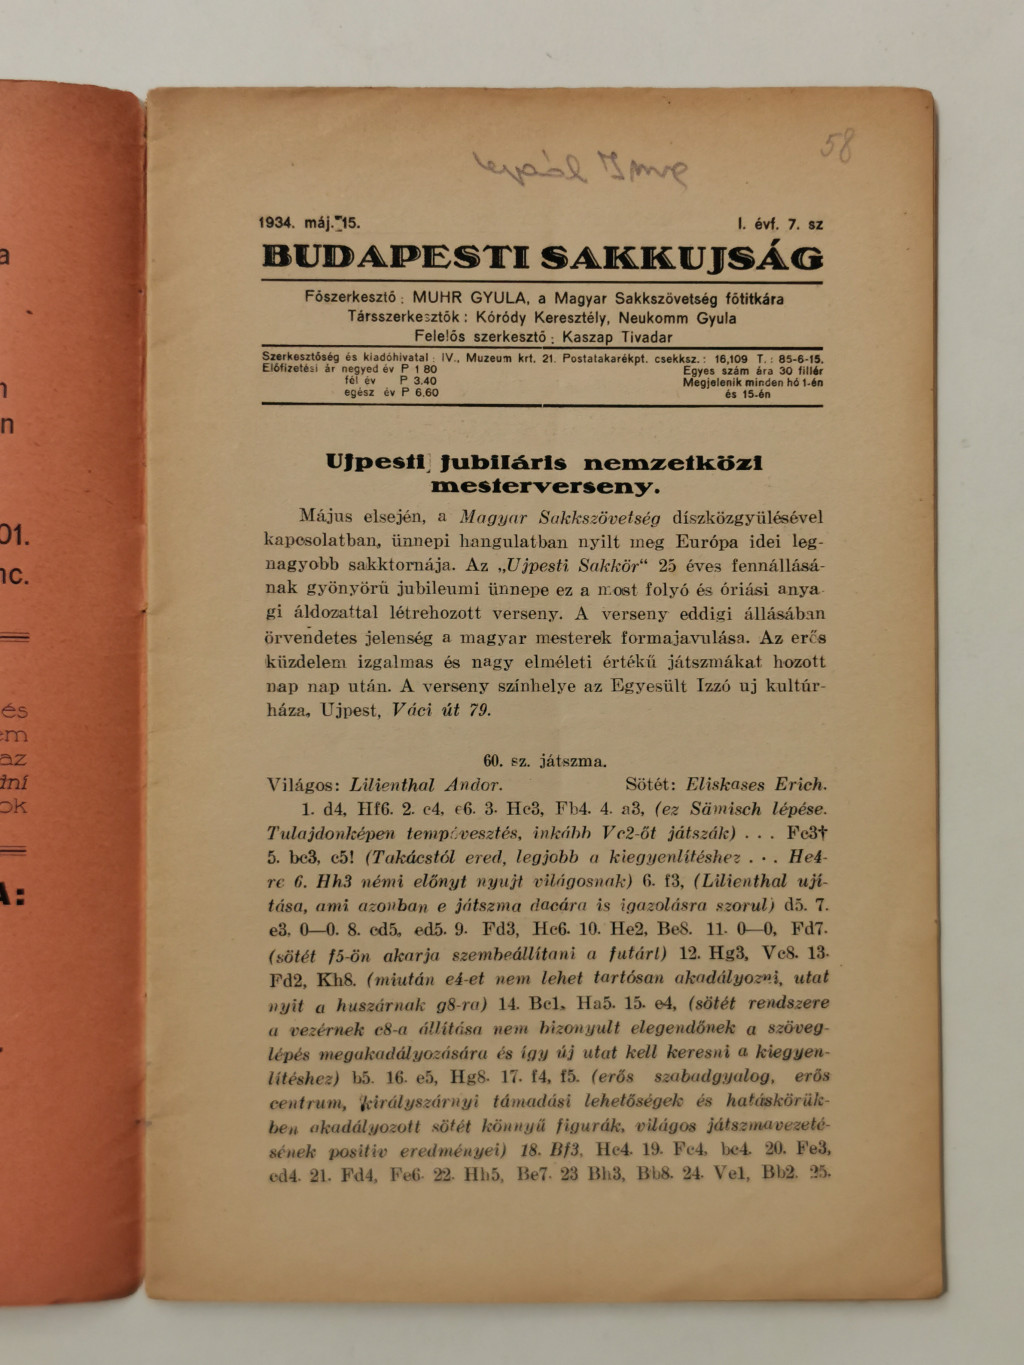 58
1934. máj. 15.
I. évf. 7. sz
BUDAPESTI SAKKUJSÁG
Főszerkesztő: MUHR GYULA, a Magyar Sakkszövetség főtitkára
Társszerkesztők: Kóródy Keresztély, Neukomm Gyula
Felelős szerkesztő: Kaszap Tivadar
Szerkesztőség és kiadóhivatal: IV., Muzeum krt. 21. Postatakarékpt. csekksz.: 16,109 T.: 85-6-15.
Előfizetési ár negyed év P 1 80
Egyes szám ára 30 fillér
fél év P 3.40
Megjelenik minden hó 1-én
egész év P 6.60
és 15-én
Ujpesti jubiláris nemzetközi
mesterverseny.
Május elsején, a Magyar Sakkszövetség díszközgyülésével
kapcsolatban, ünnepi hangulatban nyilt meg Európa idei leg-
nagyobb sakktornája. Az „Ujpesti Sakkör“ 25 éves fennállásá-
nak gyönyörű jubileumi ünnepe ez a most folyó és óriási anya-
gi áldozattal létrehozott verseny. A verseny eddigi állásában
örvendetes jelenség a magyar mesterek formajavulása. Az erős
küzdelem izgalmas és nagy elméleti értékű játszmákat hozott
nap nap után. A verseny színhelye az Egyesült Izzó uj kultúr-
háza, Ujpest, Váci út 79.
60. sz. játszma.
Világos: Lilienthal Andor. Sötét: Eliskases Erich.
1. d4, Hf6. 2. c4, e6. 3. Hc3, Fb4. 4. a3, (ez Sämisch lépése.
Tulajdonképen tempóvesztés, inkább Vc2-őt játszák) . . . Fc3†
5. bc3, c5! (Takácstól ered, legjobb a kiegyenlítéshez . . . He4-
re 6. Hh3 némi előnyt nyujt világosnak) 6. f3, (Lilienthal ují-
tása, ami azonban e játszma dacára is igazolásra szorul) d5. 7.
e3, 0—0. 8. cd5, ed5. 9. Fd3, Hc6. 10. He2, Be8. 11. 0—0, Fd7.
(sötét f5-ön akarja szembeállítani a futárt) 12. Hg3, Vc8. 13.
Fd2, Kh8. (miután e4-et nem lehet tartósan akadályozni, utat
nyit a huszárnak g8-ra) 14. Bc1, Ha5. 15. e4, (sötét rendszere
a vezérnek c8-a állítása nem bizonyult elegendőnek a szöveg-
lépés megakadályozására és így új utat kell keresni a kiegyen-
lítéshez) b5. 16. e5, Hg8. 17. f4, f5. (erős szabadgyalog, erős
centrum, királyszárnyi támadási lehetőségek és hatáskörük-
ben akadályozott sötét könnyű figurák, világos játszmavezeté-
sének positiv eredményei) 18. Bf3, Hc4. 19. Fc4, bc4. 20. Fe3,
cd4. 21. Fd4, Fe6. 22. Hh5, Be7. 23 Bh3, Bb8. 24. Ve1, Bb2. 25.
a
n
01.
nc.
és
em
az
íní
ok
A: